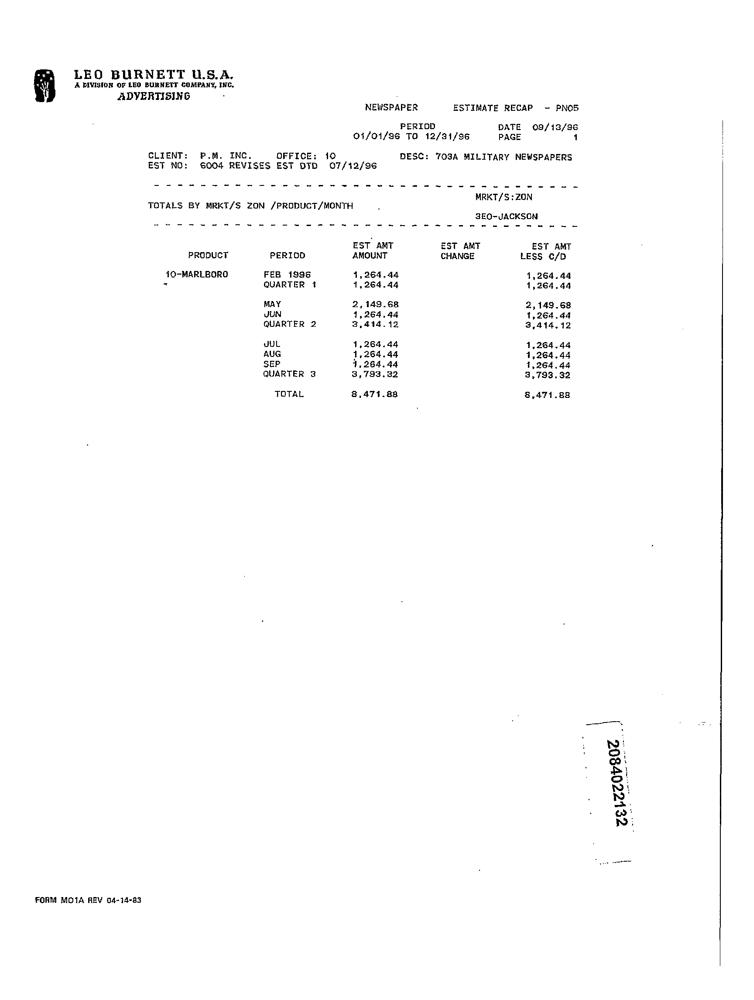 LEO BURNETT U.S.A.
A DIVISION OF LEO BURNETT COMPANY, INC.
ADVERTISING
NEWSPAPER ESTIMATE RECAP - PN05
PERIOD DATE 09/13/96
01/01/96 TO 12/31/96 PAGE 1
CLIENT: P.M. INC. OFFICE: 10 DESC: 703A MILITARY NEWSPAPERS
EST NO: 6004 REVISES EST DTD 07/12/96
MRKT/S:ZON
TOTALS BY MRKT/S ZON /PRODUCT/MONTH
3EO-JACKSON
EST AMT EST AMT EST AMT
PRODUCT PERIOD AMOUNT CHANGE LESS C/D
10-MARLBORO FEB 1996 1,264.44 1,264.44
QUARTER 1 1,264.44 1,264.44
MAY 2,149.68 2,149.68
JUN 1,264.44 1,264.44
QUARTER 2 3,414.12 3,414.12
JUL 1,264.44 1,264.44
AUG 1,264.44 1,264.44
SEP 1,264.44 1,264.44
QUARTER 3 3,793.32 3,793.32
TOTAL 8,471.88 8,471.88
2084022132
FORM M01A REV 04-14-83